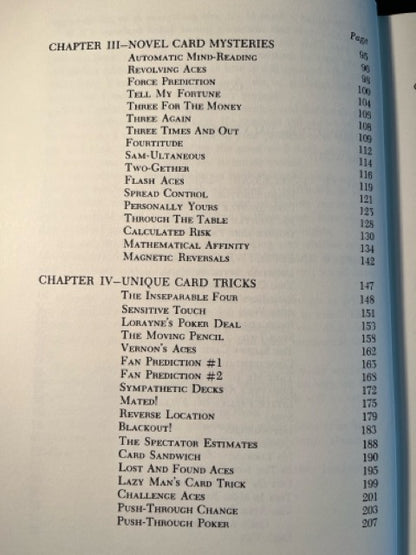 Page
CHAPTER III—NOVEL CARD MYSTERIES 95
AUTOMATIC MIND-READING 96
REVOLVING ACES 98
FORCE PREDICTION 100
TELL MY FORTUNE 104
THREE FOR THE MONEY 105
THREE AGAIN 108
THREE TIMES AND OUT 109
FOURTITUDE 112
SAM-ULTANEOUS 114
TWO-GETHER 116
FLASH ACES 119
SPREAD CONTROL 121
PERSONALLY YOURS 123
THROUGH THE TABLE 128
CALCULATED RISK 130
MATHEMATICAL AFFINITY 134
MAGNETIC REVERSALS 142
CHAPTER IV—UNIQUE CARD TRICKS 147
THE INSEPARABLE FOUR 148
SENSITIVE TOUCH 151
LORAYNE'S POKER DEAL 153
THE MOVING PENCIL 158
VERNON'S ACES 162
FAN PREDICTION #1 165
FAN PREDICTION #2 168
SYMPATHETIC DECKS 172
MATED! 175
REVERSE LOCATION 179
BLACKOUT! 183
THE SPECTATOR ESTIMATES 188
CARD SANDWICH 190
LOST AND FOUND ACES 195
LAZY MAN'S CARD TRICK 199
CHALLENGE ACES 201
PUSH-THROUGH CHANGE 203
PUSH-THROUGH POKER 207